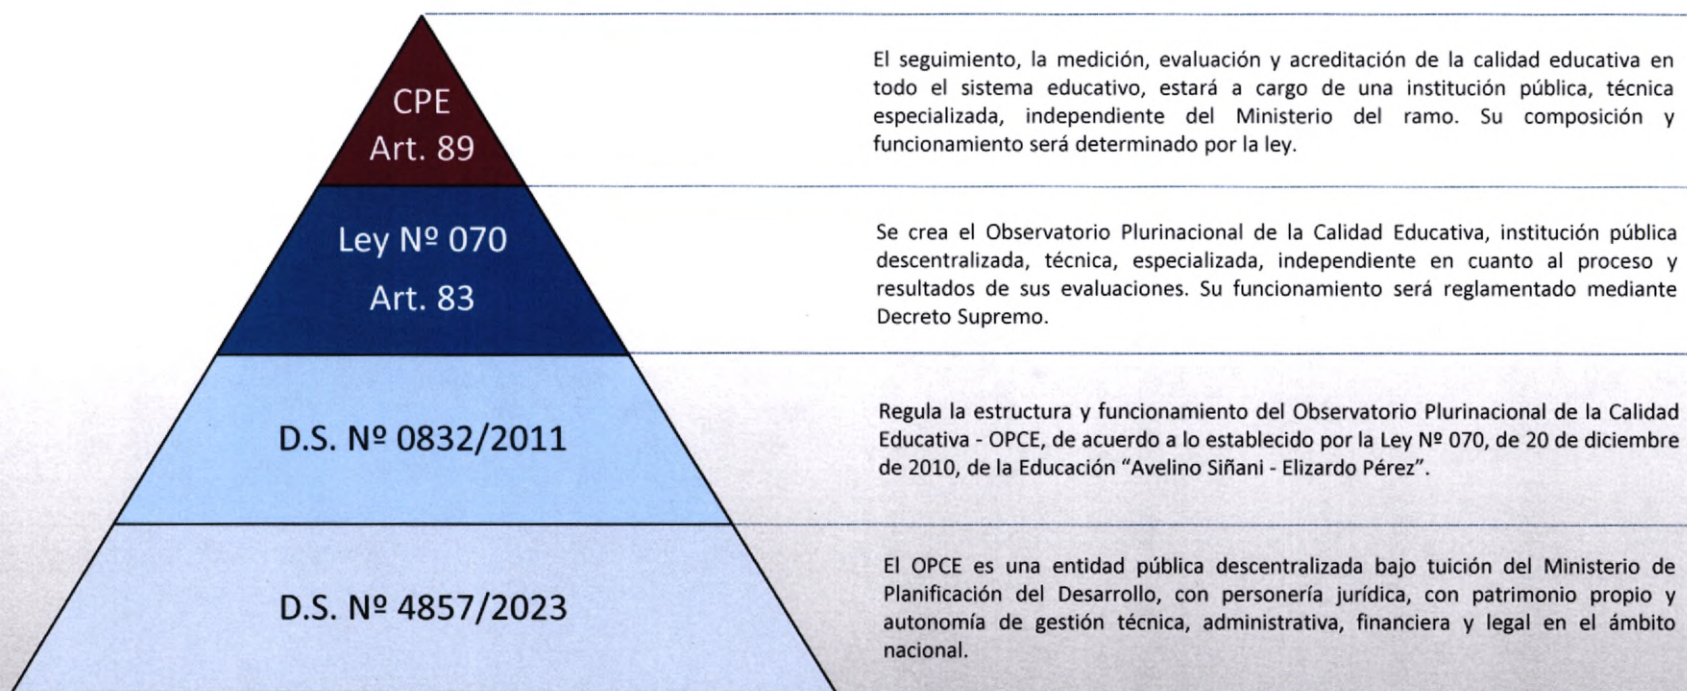 CPE
Art. 89
El seguimiento, la medición, evaluación y acreditación de la calidad educativa en
todo el sistema educativo, estará a cargo de una institución pública, técnica
especializada, independiente del Ministerio del ramo. Su composición y
funcionamiento será determinado por la ley.
Ley Nº 070
Art. 83
Se crea el Observatorio Plurinacional de la Calidad Educativa, institución pública
descentralizada, técnica, especializada, independiente en cuanto al proceso y
resultados de sus evaluaciones. Su funcionamiento será reglamentado mediante
Decreto Supremo.
D.S. Nº 0832/2011
Regula la estructura y funcionamiento del Observatorio Plurinacional de la Calidad
Educativa - OPCE, de acuerdo a lo establecido por la Ley Nº 070, de 20 de diciembre
de 2010, de la Educación “Avelino Siñani - Elizardo Pérez”.
D.S. Nº 4857/2023
El OPCE es una entidad pública descentralizada bajo tuición del Ministerio de
Planificación del Desarrollo, con personería jurídica, con patrimonio propio y
autonomía de gestión técnica, administrativa, financiera y legal en el ámbito
nacional.